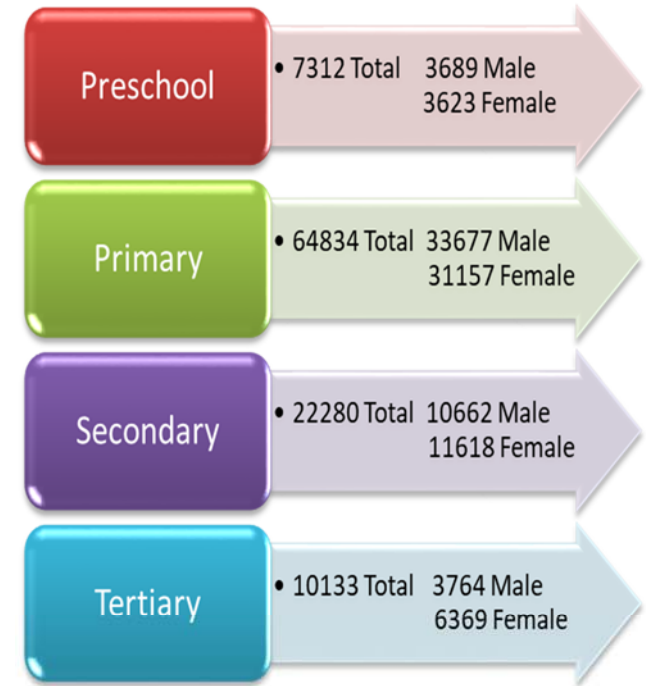 Preschool
• 7312 Total 3689 Male
3623 Female
Primary
• 64834 Total 33677 Male
31157 Female
Secondary
• 22280 Total 10662 Male
11618 Female
Tertiary
• 10133 Total 3764 Male
6369 Female